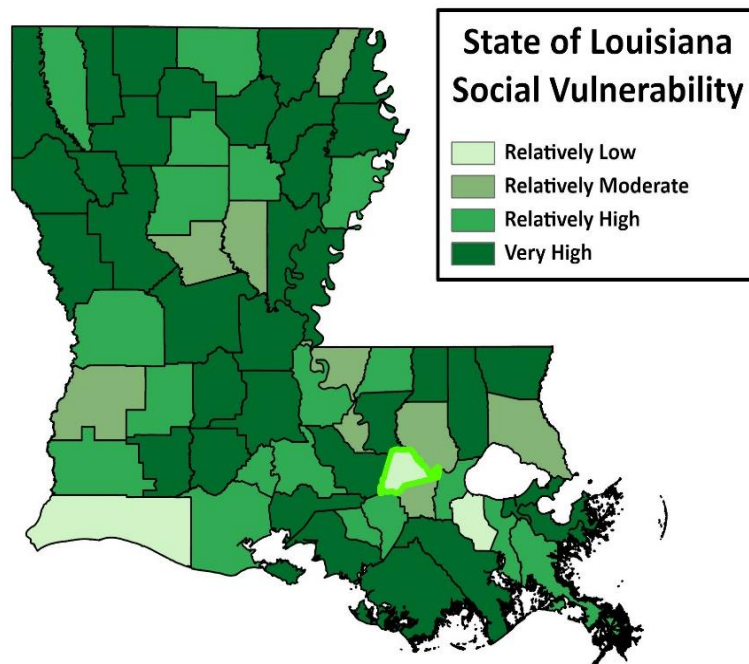 State of Louisiana
Social Vulnerability
Relatively Low
Relatively Moderate
Relatively High
Very High